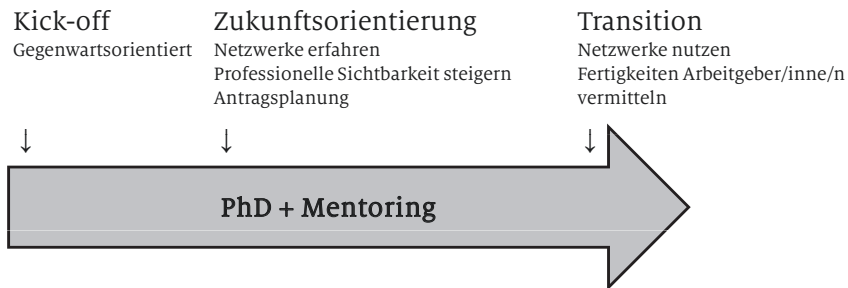 Kick-off
Gegenwartsorientiert
Zukunftsorientierung
Netzwerke erfahren
Professionelle Sichtbarkeit steigern
Antragsplanung
Transition
Netzwerke nutzen
Fertigkeiten Arbeitgeber/inne/n
vermitteln
↓ ↓ ↓
PhD + Mentoring